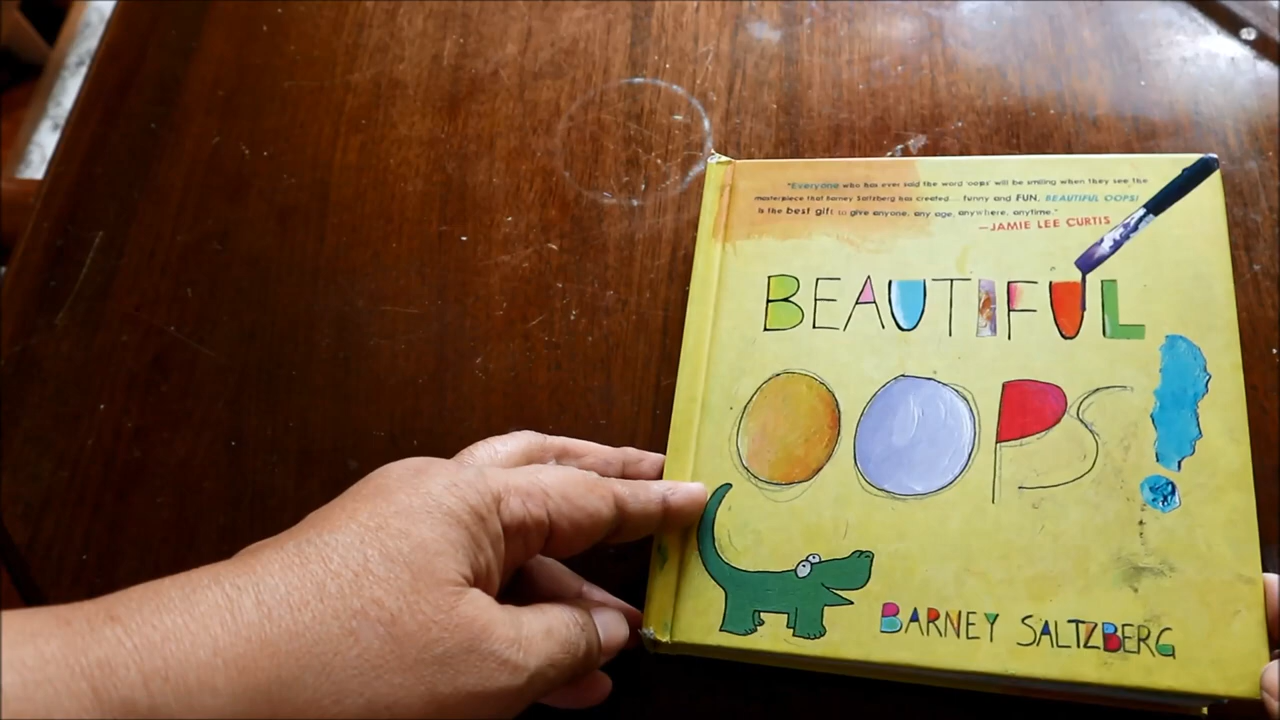 "Everyone who has ever said the word 'oops' will be smiling when they see the
masterpiece that Barney Saltzberg has created... funny and FUN, BEAUTIFUL OOPS!
is the best gift to give anyone, any age, anywhere, anytime."
—JAMIE LEE CURTIS
BEAUTIFUL
OOPS!
BARNEY SALTZBERG